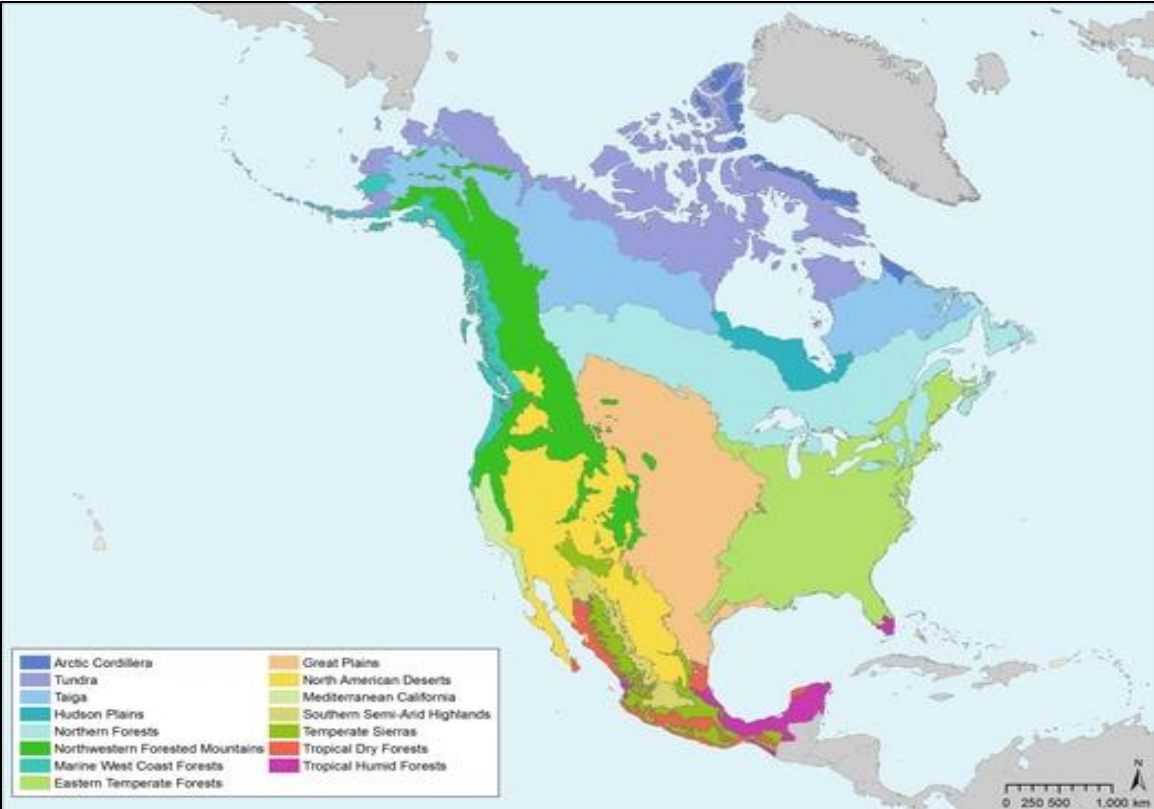 Arctic Cordillera
Tundra
Taiga
Hudson Plains
Northern Forests
Northwestern Forested Mountains
Marine West Coast Forests
Eastern Temperate Forests
Great Plains
North American Deserts
Mediterranean California
Southern Semi-Arid Highlands
Temperate Sierras
Tropical Dry Forests
Tropical Humid Forests
N
0 250 500 1,000 km